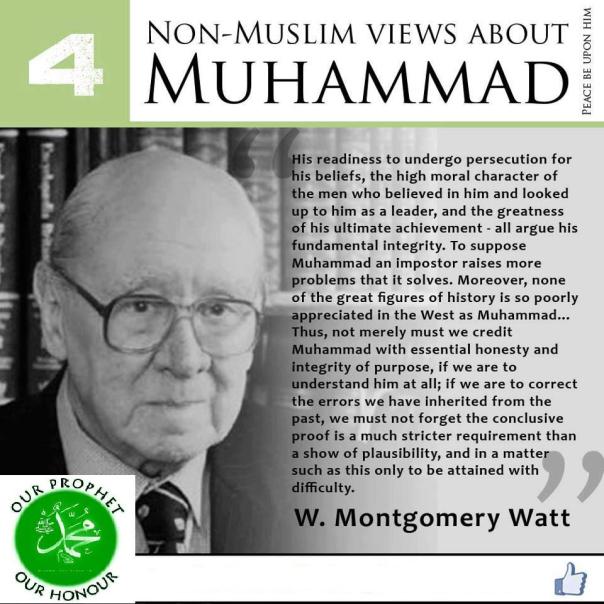 4
NON-MUSLIM VIEWS ABOUT
MUHAMMAD
PEACE BE UPON HIM
“
His readiness to undergo persecution for
his beliefs, the high moral character of
the men who believed in him and looked
up to him as a leader, and the greatness
of his ultimate achievement - all argue his
fundamental integrity. To suppose
Muhammad an impostor raises more
problems that it solves. Moreover, none
of the great figures of history is so poorly
appreciated in the West as Muhammad...
Thus, not merely must we credit
Muhammad with essential honesty and
integrity of purpose, if we are to
understand him at all; if we are to correct
the errors we have inherited from the
past, we must not forget the conclusive
proof is a much stricter requirement than
a show of plausibility, and in a matter
such as this only to be attained with
difficulty.
”
W. Montgomery Watt
OUR PROPHET
محمد
OUR HONOUR